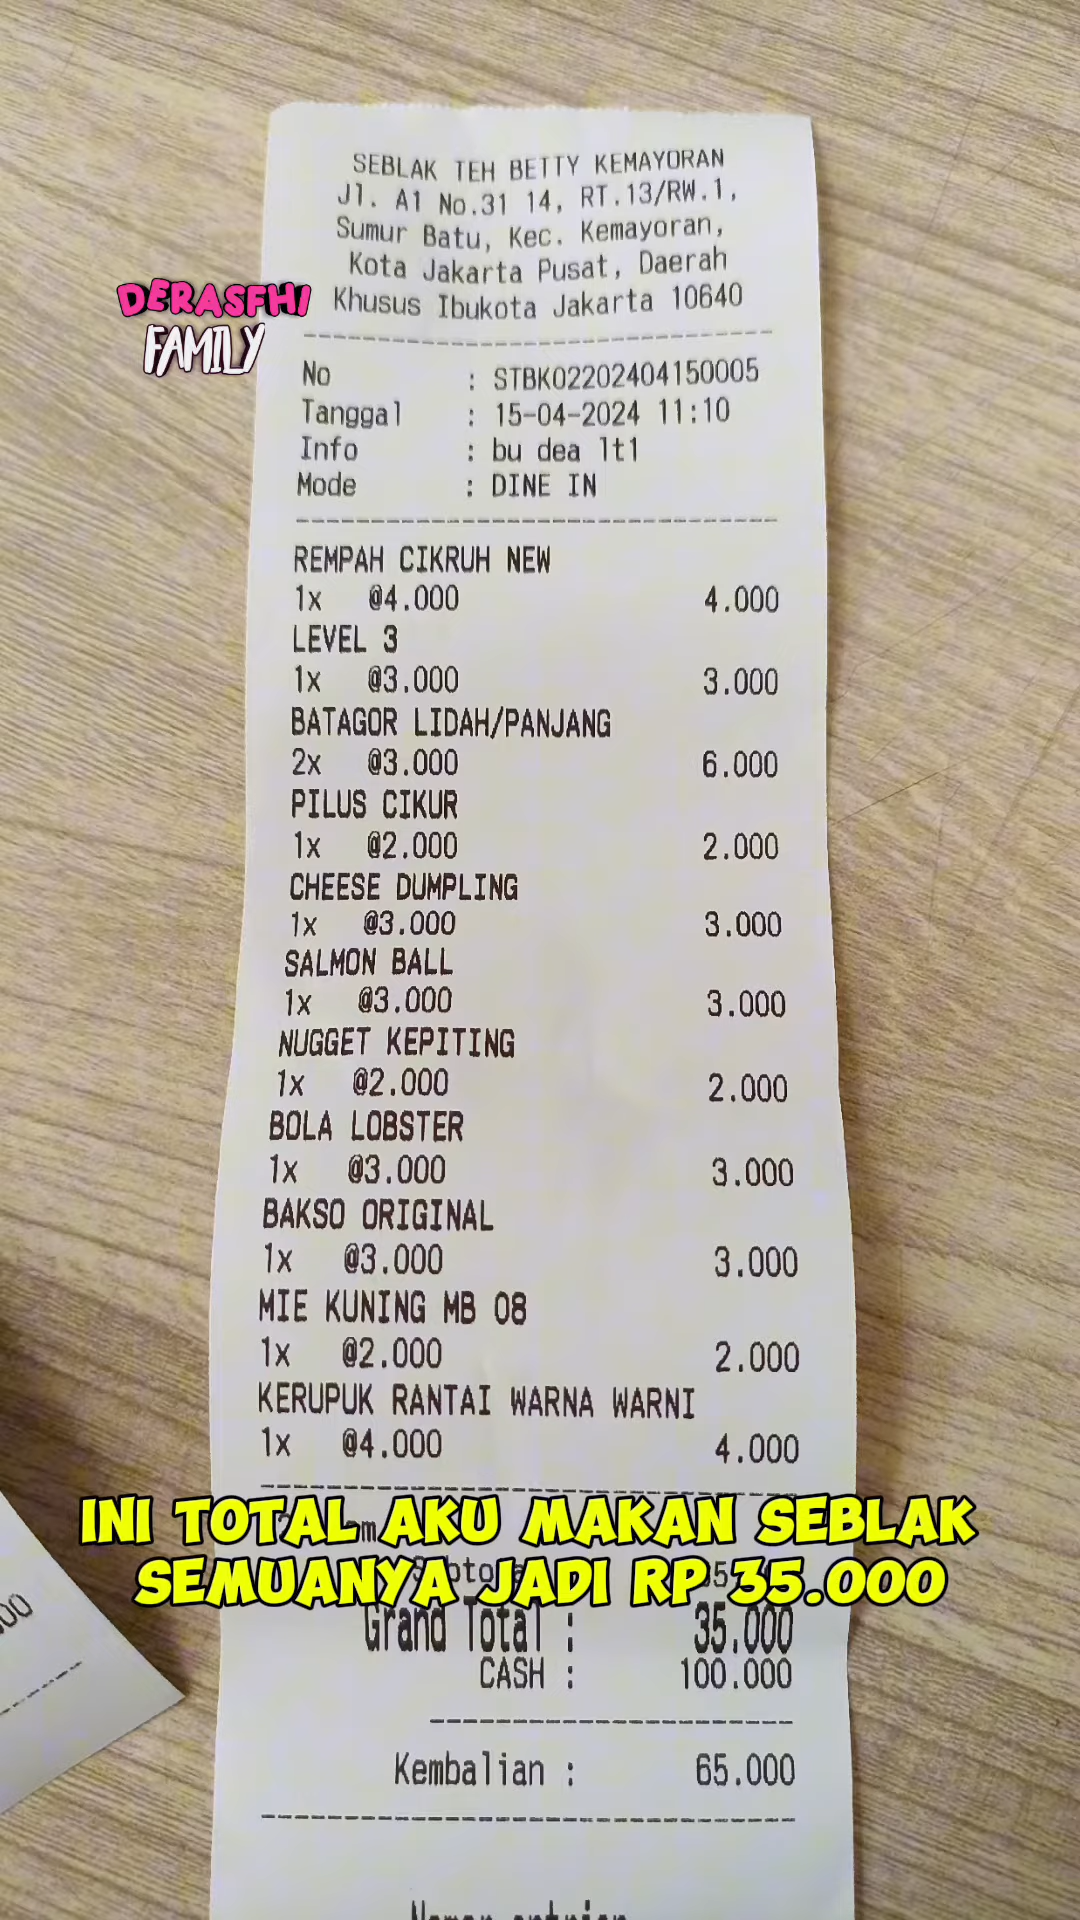 SEBLAK TEH BETTY KEMAYORAN
Jl. A1 No.31 14, RT.13/RW.1,
Sumur Batu, Kec. Kemayoran,
Kota Jakarta Pusat, Daerah
Khusus Ibukota Jakarta 10640
DERASFHI
FAMILY
No : STBK02202404150005
Tanggal : 15-04-2024 11:10
Info : bu dea lt1
Mode : DINE IN
REMPAH CIKRUH NEW
1x @4.000 4.000
LEVEL 3
1x @3.000 3.000
BATAGOR LIDAH/PANJANG
2x @3.000 6.000
PILUS CIKUR
1x @2.000 2.000
CHEESE DUMPLING
1x @3.000 3.000
SALMON BALL
1x @3.000 3.000
NUGGET KEPITING
1x @2.000 2.000
BOLA LOBSTER
1x @3.000 3.000
BAKSO ORIGINAL
1x @3.000 3.000
MIE KUNING MB 08
1x @2.000 2.000
KERUPUK RANTAI WARNA WARNI
1x @4.000 4.000
INI TOTAL AKU MAKAN SEBLAK
SEMUANYA JADI RP 35.000
Grand Total : 35.000
CASH : 100.000
Kembalian : 65.000